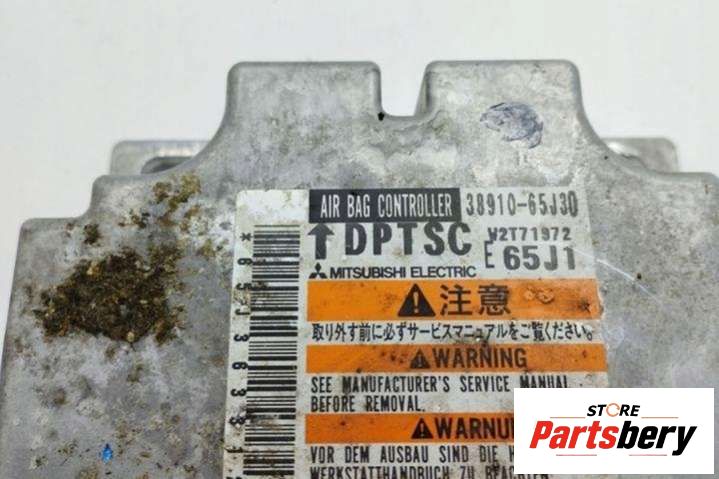 AIR BAG CONTROLLER 38910-65J30
↑DPTSC W2T71972
MITSUBISHI ELECTRIC E 65J1
注意
取り外す前に必ずサービスマニュアルをご覧ください。
WARNING
SEE MANUFACTURER'S SERVICE MANUAL
BEFORE REMOVAL.
VOR DEM AUSBAU SIND DIE
WERKSTATTHANDBUCH ZU BEACHTEN
STORE
Partsbery